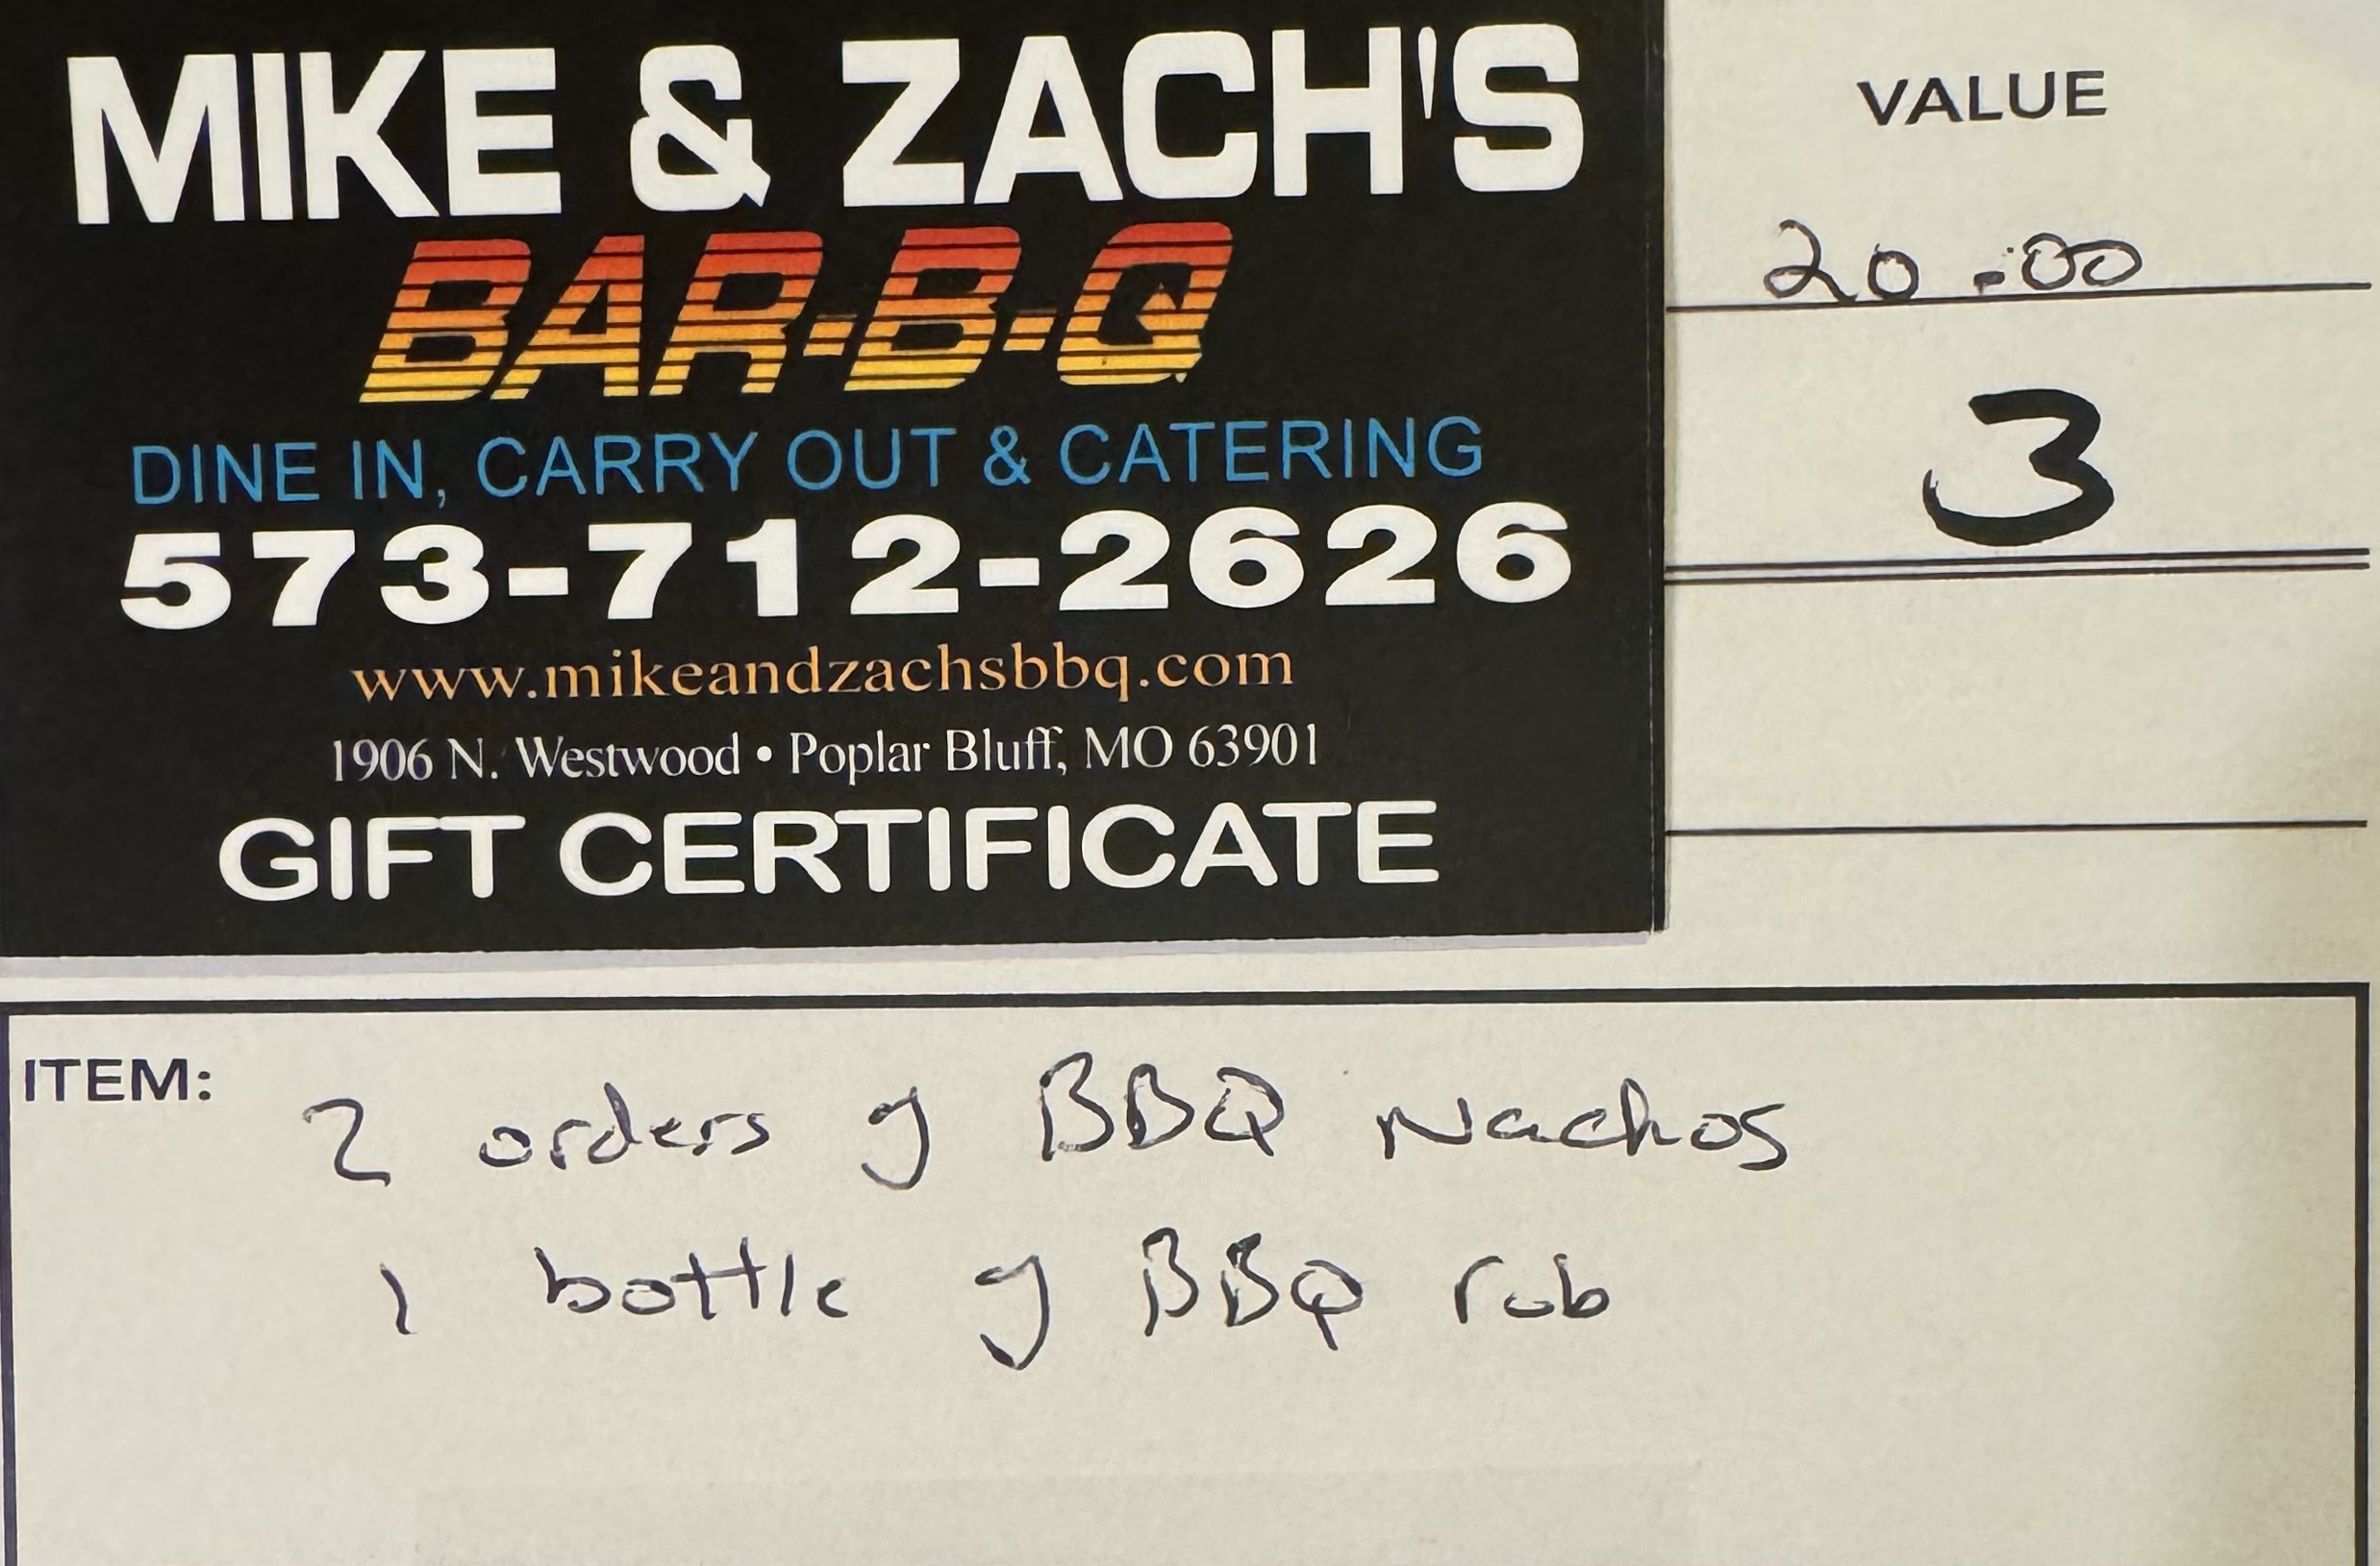 MIKE & ZACH'S
BAR-B-Q
DINE IN, CARRY OUT & CATERING
573-712-2626
www.mikeandzachsbbq.com
1906 N. Westwood • Poplar Bluff, MO 63901
GIFT CERTIFICATE
VALUE
20.00
3
ITEM:
2 orders of BBQ Nachos
1 bottle of BBQ rub